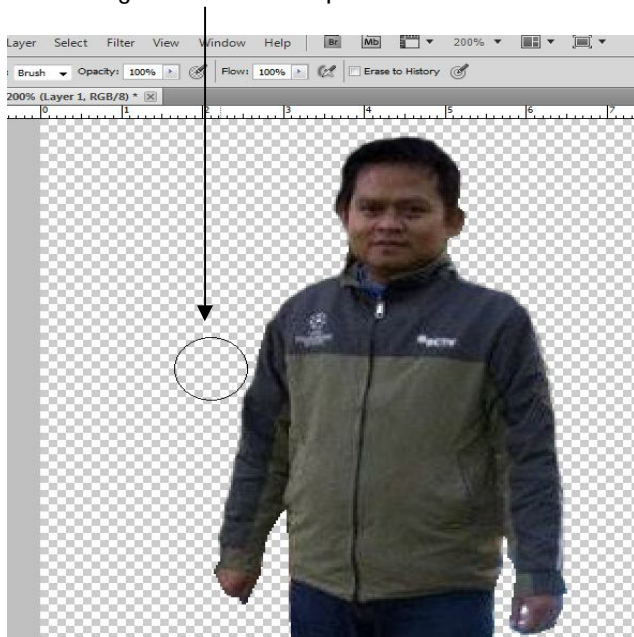 Layer Select Filter View Window Help Br Mb 200%
: Brush Opacity: 100% Flow: 100% Erase to History
200% (Layer 1, RGB/8) *
0 1 2 3 4 5 6 7
RCTI